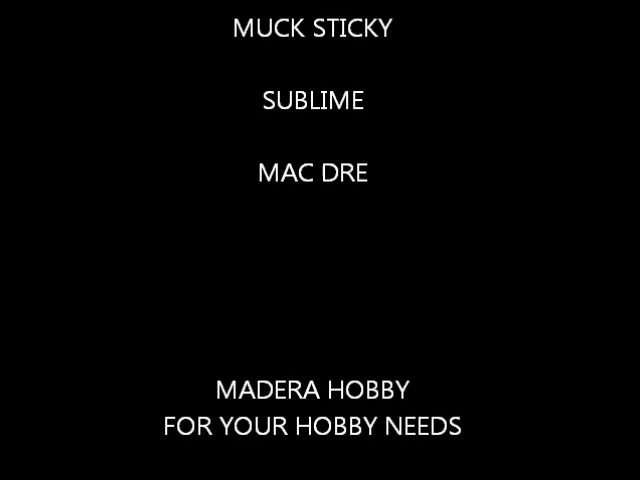 MUCK STICKY
SUBLIME
MAC DRE
MADERA HOBBY
FOR YOUR HOBBY NEEDS